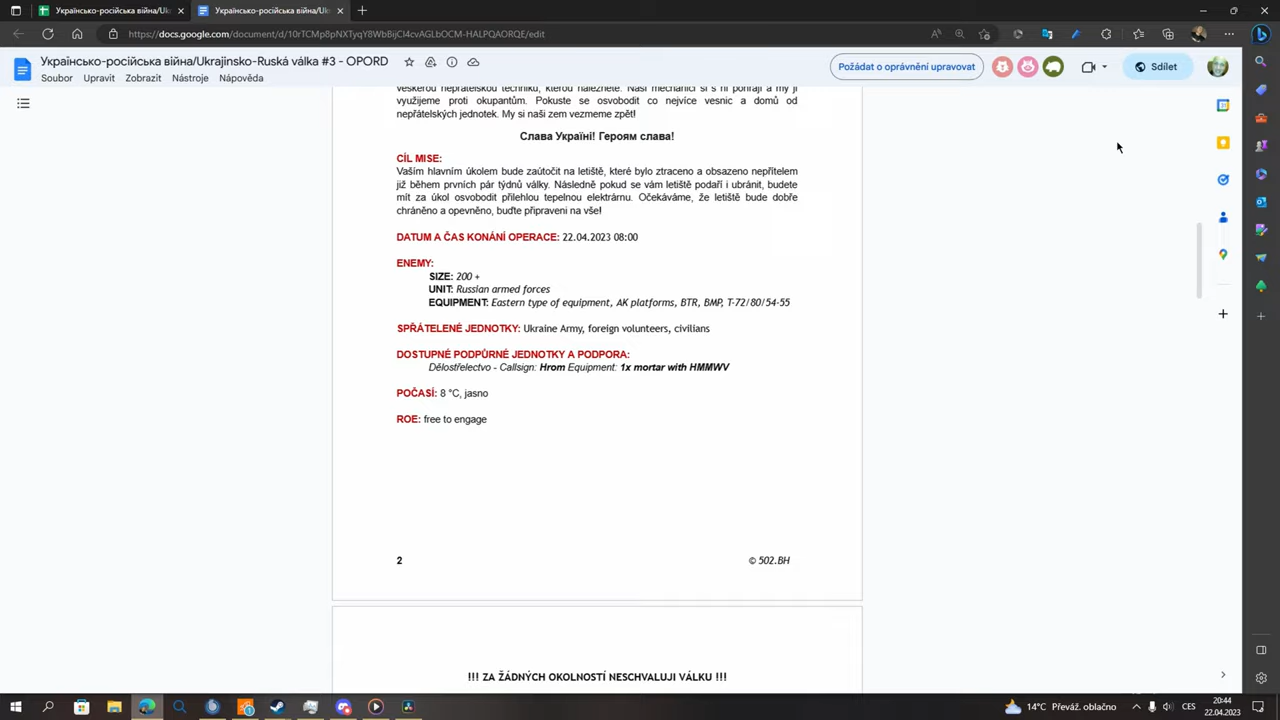 Українсько-російська війна/Uk
Українсько-російська війна/Uk
https://docs.google.com/document/d/10rTCMp8pNXTyqY8WbBijCl4cvAGLbOCM-HALPQAORQE/edit
Українсько-російська війна/Ukrajinsko-Ruská válka #3 - OPORD
Soubor Upravit Zobrazit Nástroje Nápověda
Požádat o oprávnění upravovat
Sdílet
veškerou nepřátelskou techniku, kterou naleznete. Naši mechanici si s ní pohrají a my ji
využijeme proti okupantům. Pokuste se osvobodit co nejvíce vesnic a domů od
nepřátelských jednotek. My si naši zem vezmeme zpět!
Слава Україні! Героям слава!
CÍL MISE:
Vaším hlavním úkolem bude zaútočit na letiště, které bylo ztraceno a obsazeno nepřítelem
již během prvních pár týdnů války. Následně pokud se vám letiště podaří i ubránit, budete
mít za úkol osvobodit přilehlou tepelnou elektrárnu. Očekáváme, že letiště bude dobře
chráněno a opevněno, buďte připraveni na vše!
DATUM A ČAS KONÁNÍ OPERACE: 22.04.2023 08:00
ENEMY:
SIZE: 200 +
UNIT: Russian armed forces
EQUIPMENT: Eastern type of equipment, AK platforms, BTR, BMP, T-72/80/54-55
SPŘÁTELENÉ JEDNOTKY: Ukraine Army, foreign volunteers, civilians
DOSTUPNÉ PODPŮRNÉ JEDNOTKY A PODPORA:
Dělostřelectvo - Callsign: Hrom Equipment: 1x mortar with HMMWV
POČASÍ: 8 °C, jasno
ROE: free to engage
2
© 502.BH
!!! ZA ŽÁDNÝCH OKOLNOSTÍ NESCHVALUJI VÁLKU !!!
14°C Převáž. oblačno
CES
20:44
22.04.2023